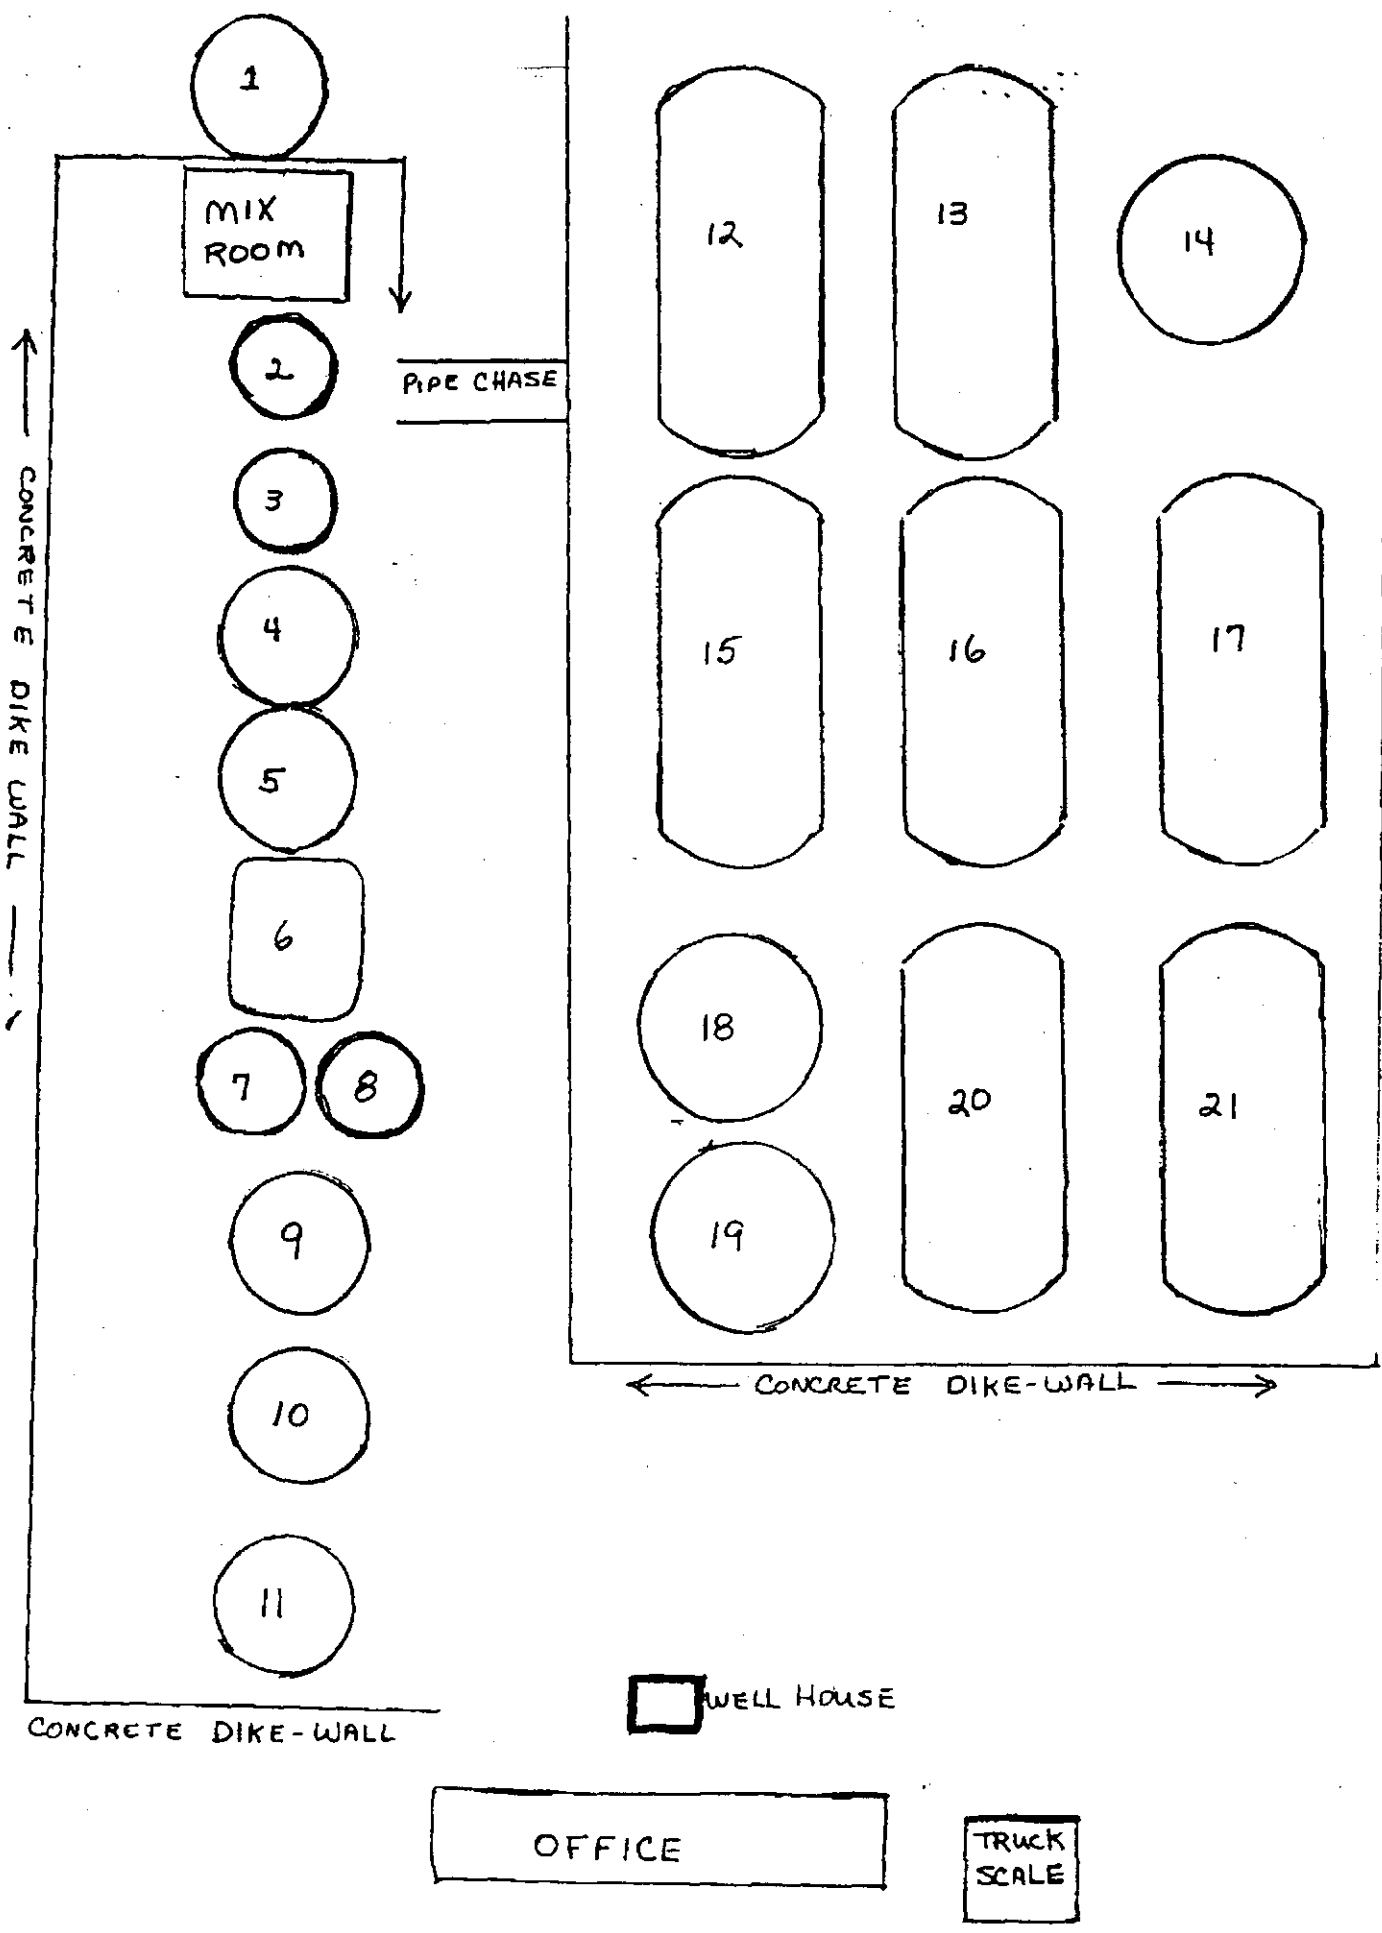 1
MIX
ROOM
2
PIPE CHASE
3
4
5
6
7
8
9
10
11
CONCRETE DIKE WALL
CONCRETE DIKE-WALL
12
13
14
15
16
17
18
19
20
21
CONCRETE DIKE-WALL
WELL HOUSE
OFFICE
TRUCK
SCALE